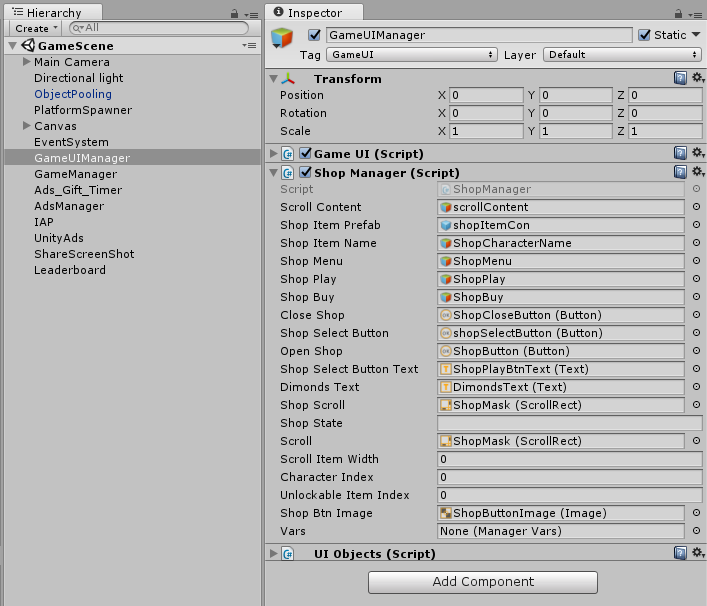 Hierarchy
Create
All
GameScene
Main Camera
Directional light
ObjectPooling
PlatformSpawner
Canvas
EventSystem
GameUIManager
GameManager
Ads_Gift_Timer
AdsManager
IAP
UnityAds
ShareScreenShot
Leaderboard
Inspector
GameUIManager Static
Tag GameUI Layer Default
Transform
Position X 0 Y 0 Z 0
Rotation X 0 Y 0 Z 0
Scale X 1 Y 1 Z 1
Game UI (Script)
Shop Manager (Script)
Script ShopManager
Scroll Content scrollContent
Shop Item Prefab shopItemCon
Shop Item Name ShopCharacterName
Shop Menu ShopMenu
Shop Play ShopPlay
Shop Buy ShopBuy
Close Shop ShopCloseButton (Button)
Shop Select Button shopSelectButton (Button)
Open Shop ShopButton (Button)
Shop Select Button Text ShopPlayBtnText (Text)
Dimonds Text DimondsText (Text)
Shop Scroll ShopMask (ScrollRect)
Shop State
Scroll ShopMask (ScrollRect)
Scroll Item Width 0
Character Index 0
Unlockable Item Index 0
Shop Btn Image ShopButtonImage (Image)
Vars None (Manager Vars)
UI Objects (Script)
Add Component